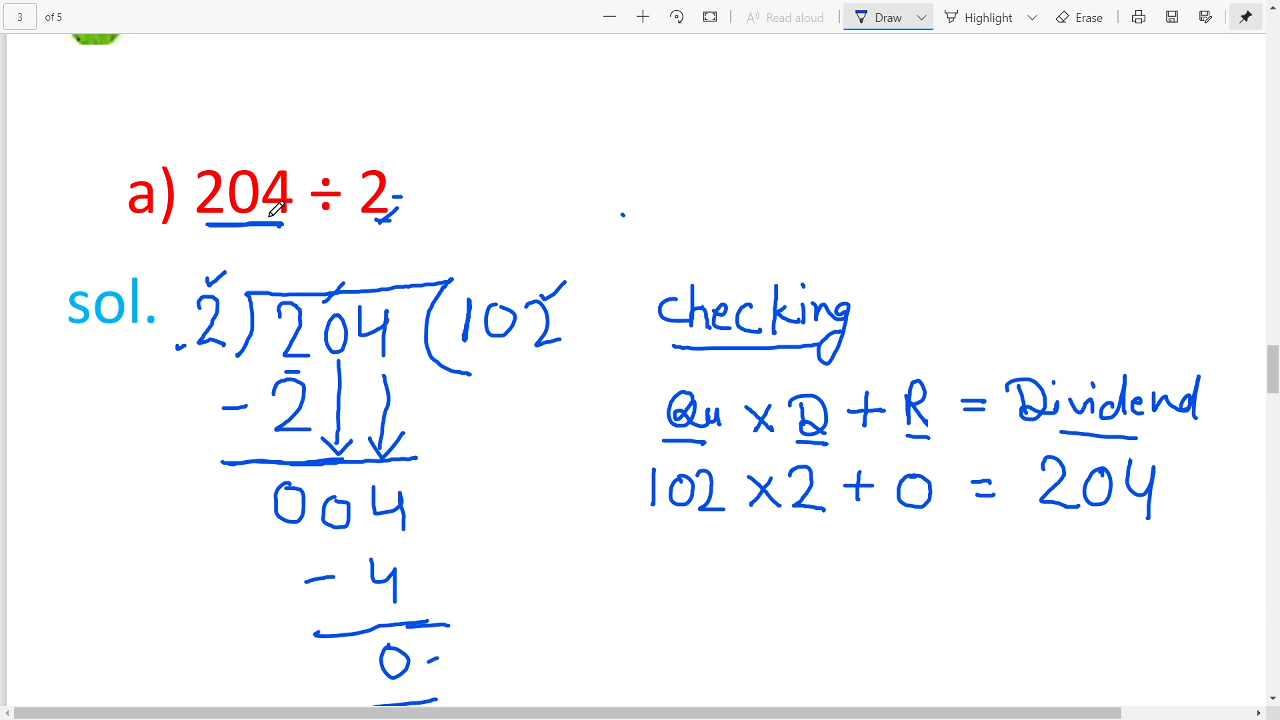 3 of 5
Read aloud
Draw
Highlight
Erase
a) 204 ÷ 2
sol. 2) 204 ( 102
- 2
004
- 4
0
checking
Qu × D + R = Dividend
102 × 2 + 0 = 204